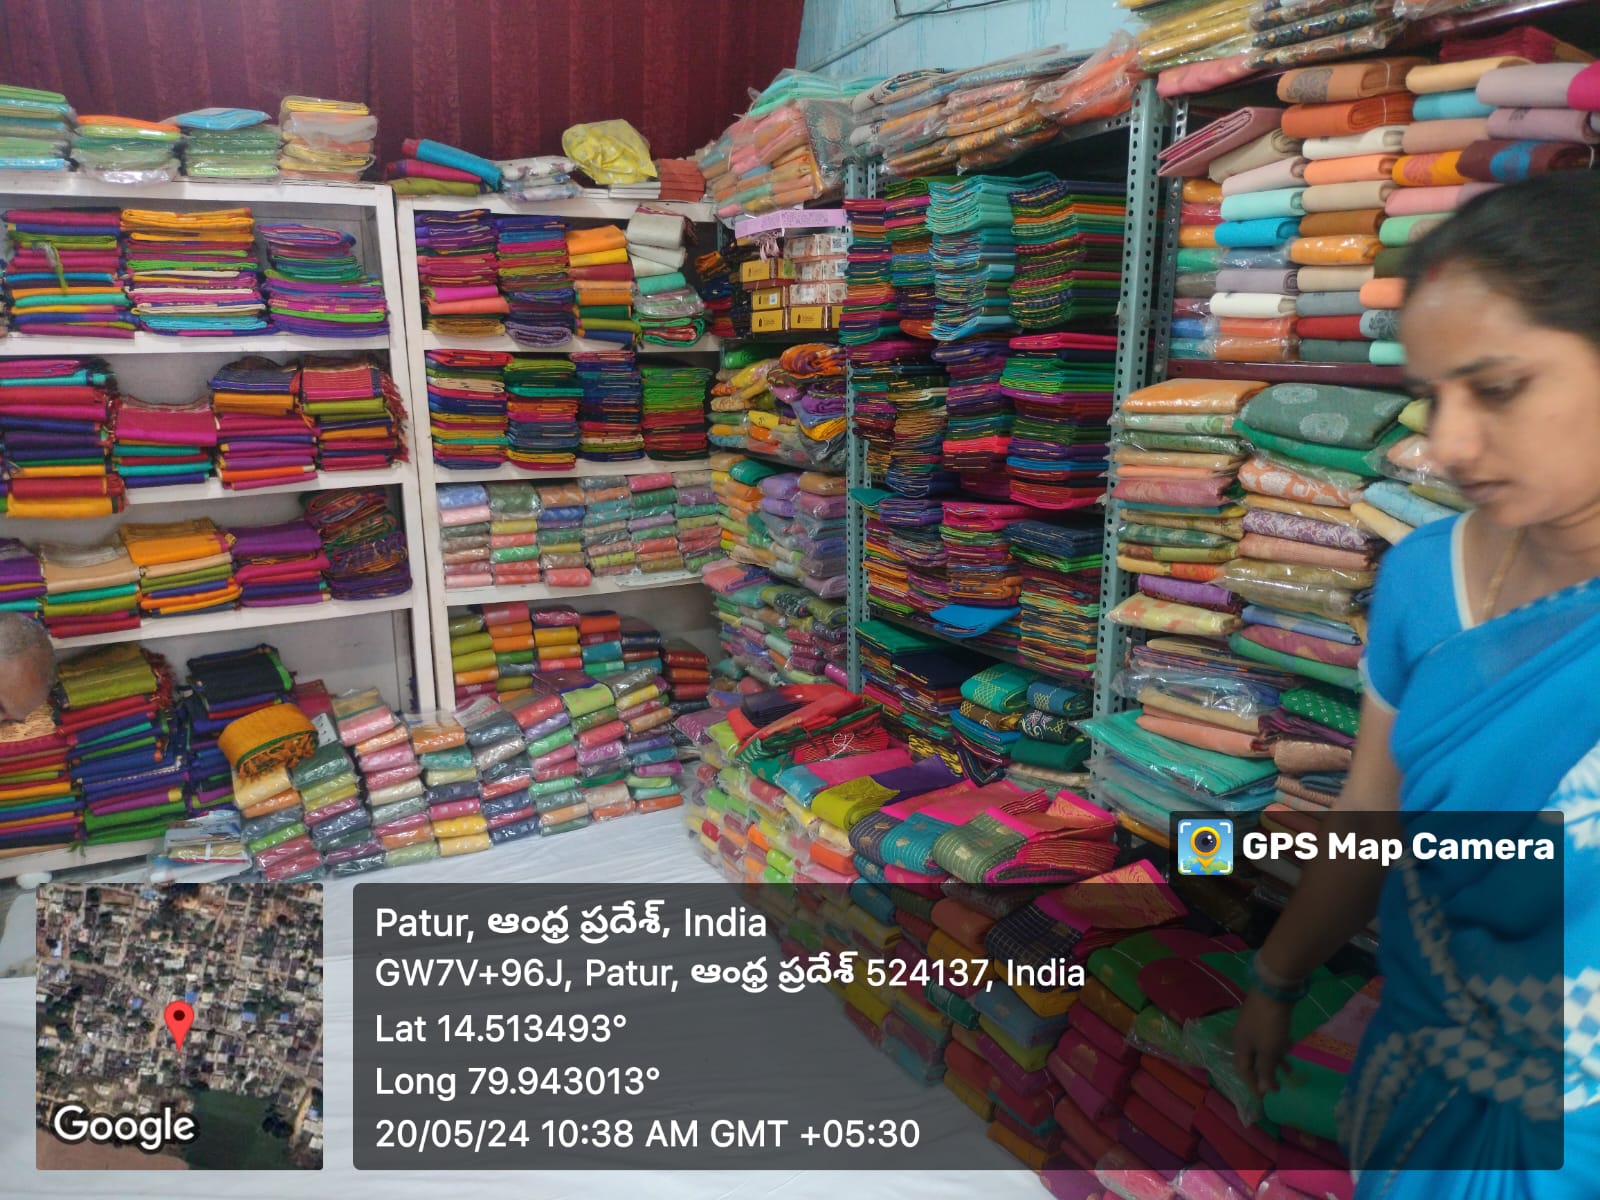 GPS Map Camera
Patur, ఆంధ్ర ప్రదేశ్, India
GW7V+96J, Patur, ఆంధ్ర ప్రదేశ్ 524137, India
Lat 14.513493°
Long 79.943013°
20/05/24 10:38 AM GMT +05:30
Google